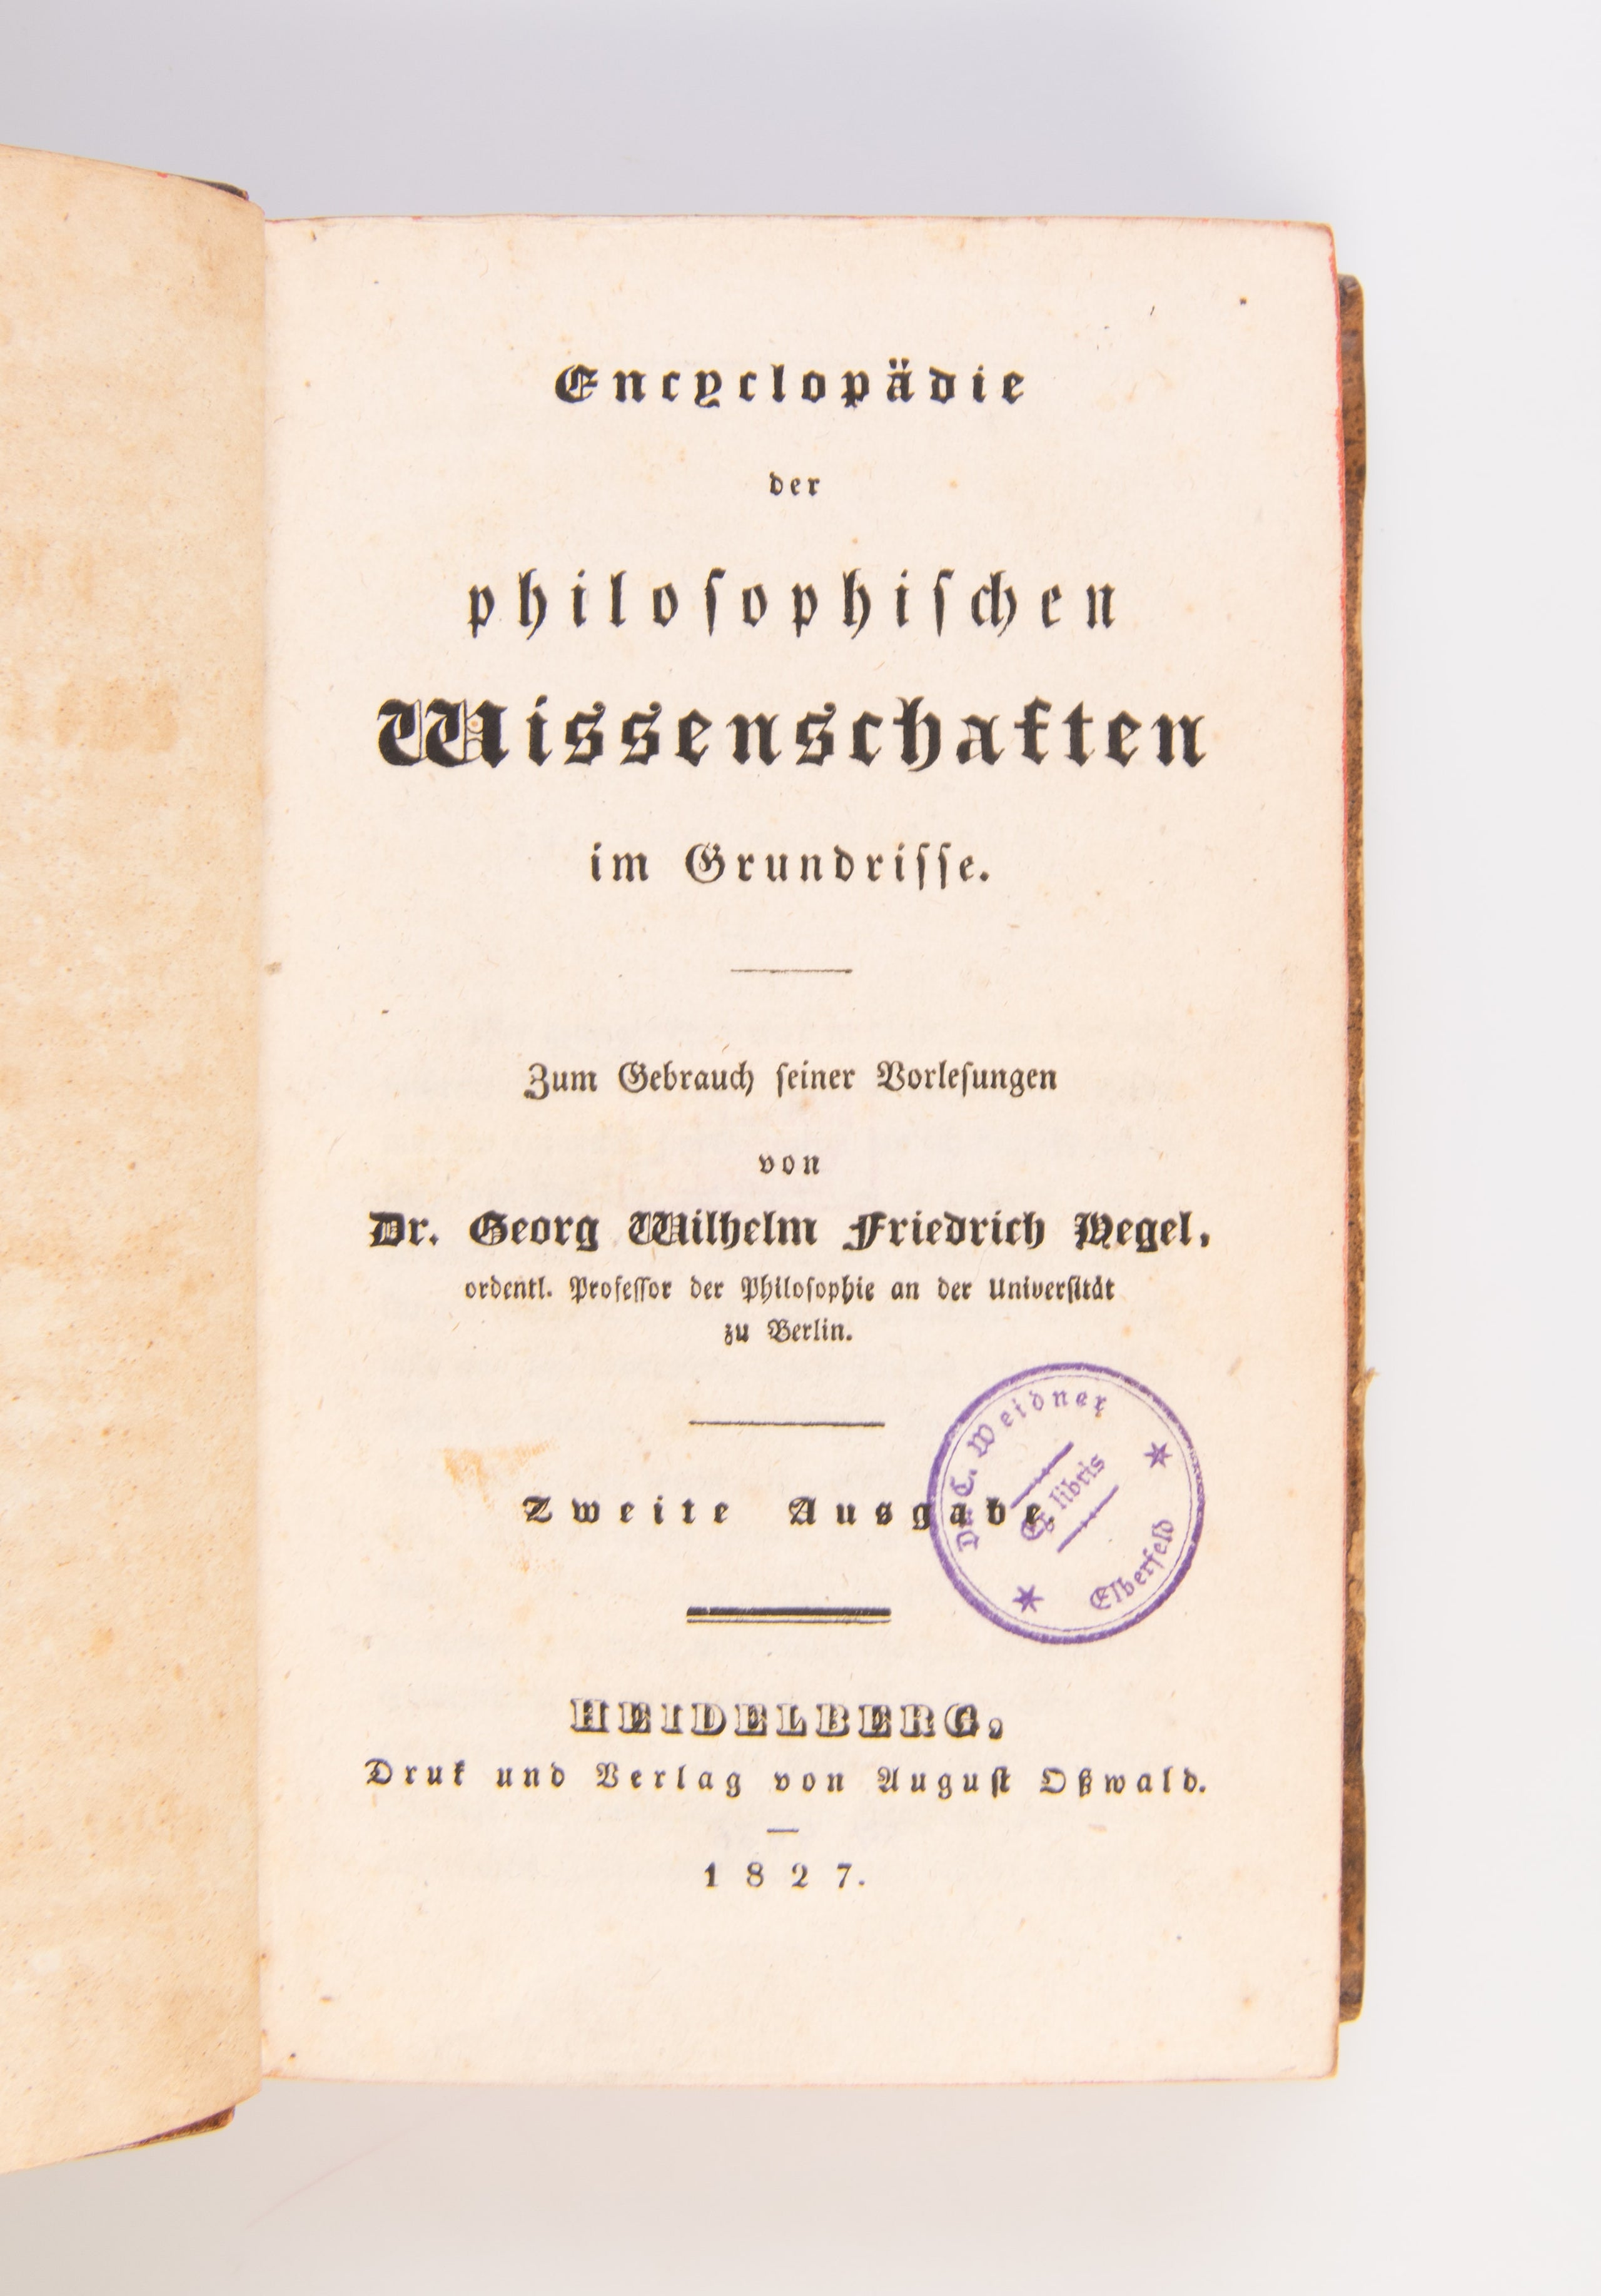 Encyclopädie
der
philosophischen
Wissenschaften
im Grundrisse.
Zum Gebrauch seiner Vorlesungen
von
Dr. Georg Wilhelm Friedrich Hegel,
ordentl. Professor der Philosophie an der Universität
zu Berlin.
Zweite Ausgabe.
Dr. C. Weidner
Ex libris
Elberfeld
HEIDELBERG,
Druk und Verlag von August Oßwald.
1827.